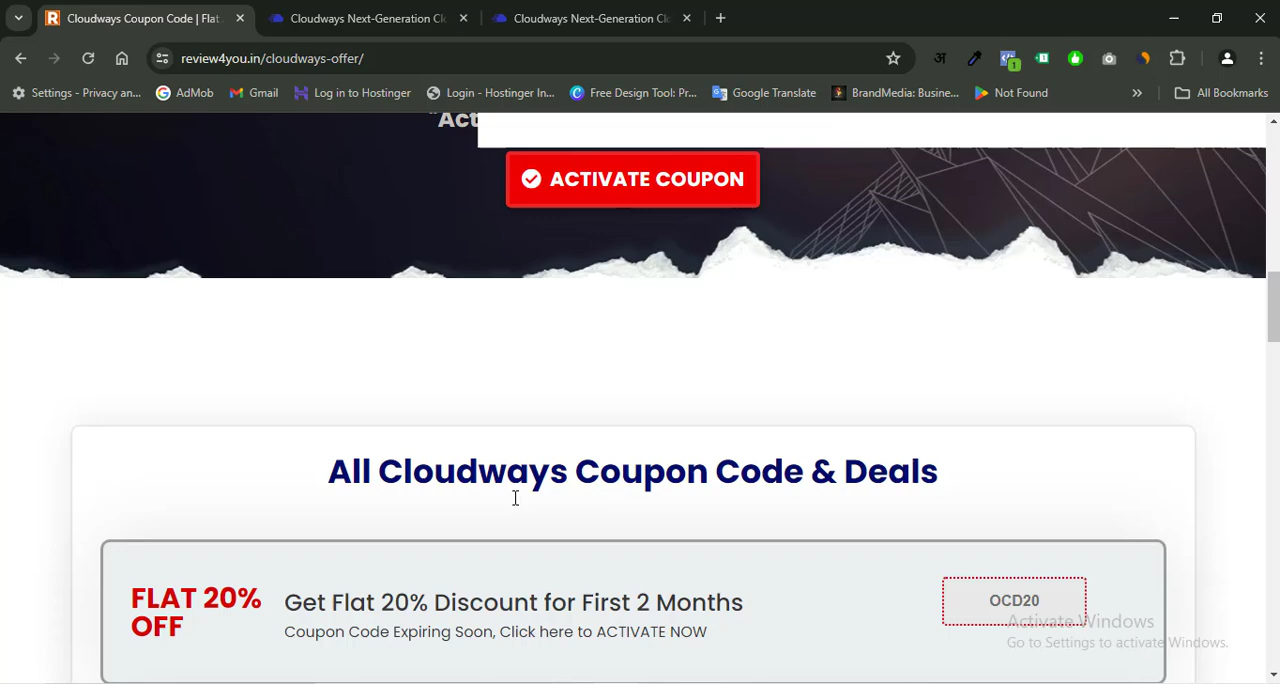 Cloudways Coupon Code | Flat
Cloudways Next-Generation Cl
Cloudways Next-Generation Cl
review4you.in/cloudways-offer/
अ
1
Settings - Privacy an...
AdMob
Gmail
Log in to Hostinger
Login - Hostinger In...
Free Design Tool: Pr...
Google Translate
BrandMedia: Busine...
Not Found
»
All Bookmarks
"Act
ACTIVATE COUPON
All Cloudways Coupon Code & Deals
FLAT 20%
OFF
Get Flat 20% Discount for First 2 Months
Coupon Code Expiring Soon, Click here to ACTIVATE NOW
OCD20
Activate Windows
Go to Settings to activate Windows.